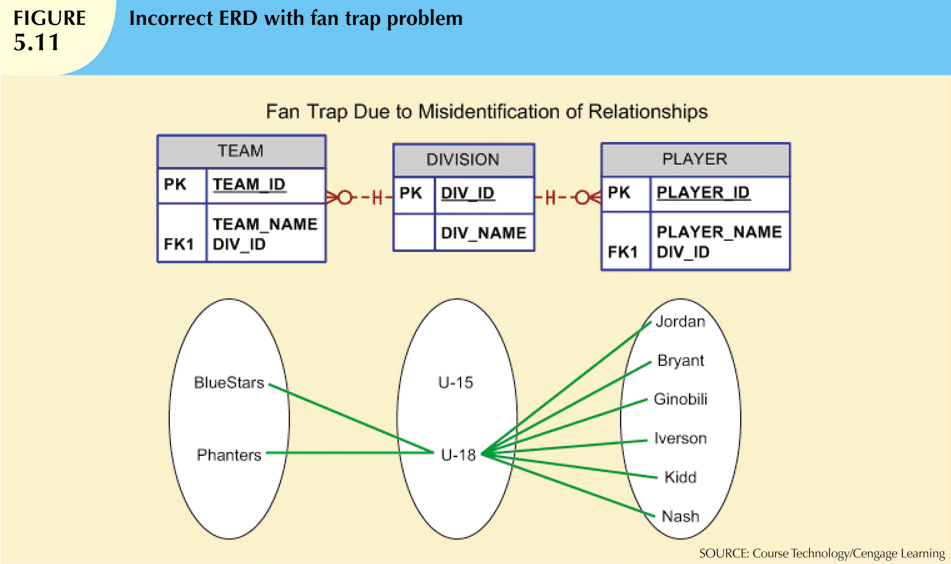 FIGURE
5.11
Incorrect ERD with fan trap problem
Fan Trap Due to Misidentification of Relationships
TEAM
PK TEAM_ID
TEAM_NAME
FK1 DIV_ID
DIVISION
PK DIV_ID
DIV_NAME
PLAYER
PK PLAYER_ID
PLAYER_NAME
FK1 DIV_ID
BlueStars
Phanters
U-15
U-18
Jordan
Bryant
Ginobili
Iverson
Kidd
Nash
SOURCE: Course Technology/Cengage Learning